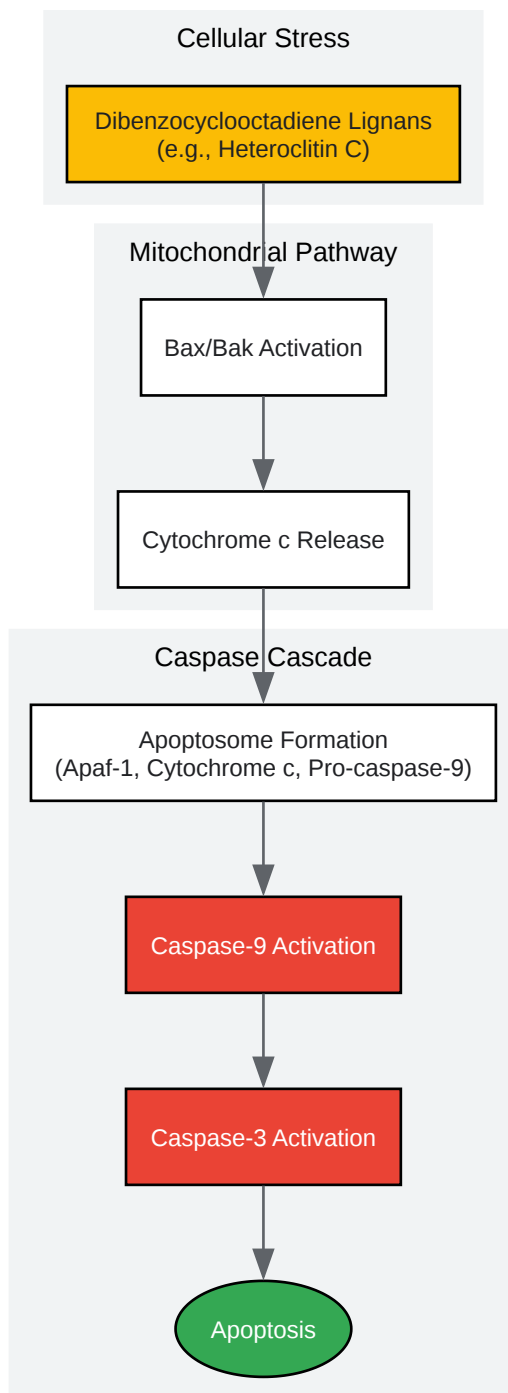 Cellular Stress
Dibenzocyclooctadiene Lignans
(e.g., Heteroclitin C)
Mitochondrial Pathway
Bax/Bak Activation
Cytochrome c Release
Caspase Cascade
Apoptosome Formation
(Apaf-1, Cytochrome c, Pro-caspase-9)
Caspase-9 Activation
Caspase-3 Activation
Apoptosis